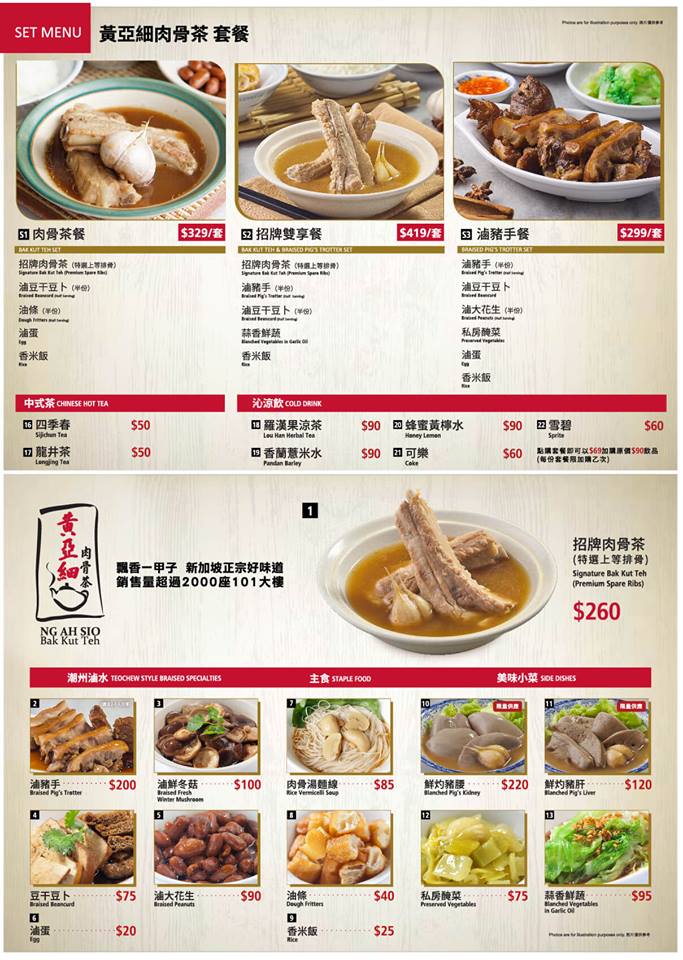 SET MENU
黃亞細肉骨茶 套餐
Photos are for illustration purposes only. 照片僅供參考
S1 肉骨茶餐 $329/套
BAK KUT TEH SET
招牌肉骨茶 (特選上等排骨)
Signature Bak Kut Teh (Premium Spare Ribs)
滷豆干豆卜 (半份)
Braised Beancurd (Half Serving)
油條 (半份)
Dough Fritters (Half Serving)
滷蛋
Egg
香米飯
Rice
S2 招牌雙享餐 $419/套
BAK KUT TEH & BRAISED PIG'S TROTTER SET
招牌肉骨茶 (特選上等排骨)
Signature Bak Kut Teh (Premium Spare Ribs)
滷豬手 (半份)
Braised Pig's Trotter (Half Serving)
滷豆干豆卜 (半份)
Braised Beancurd (Half Serving)
蒜香鮮蔬
Blanched Vegetables in Garlic Oil
香米飯
Rice
S3 滷豬手餐 $299/套
BRAISED PIG'S TROTTER SET
滷豬手 (半份)
Braised Pig's Trotter (Half Serving)
滷豆干豆卜
Braised Beancurd
滷大花生 (半份)
Braised Peanuts (Half Serving)
私房醃菜
Preserved Vegetables
滷蛋
Egg
香米飯
Rice
中式茶 CHINESE HOT TEA
16 四季春 $50
Sijichun Tea
17 龍井茶 $50
Longjing Tea
沁涼飲 COLD DRINK
18 羅漢果涼茶 $90
Lou Han Herbal Tea
19 香蘭薏米水 $90
Pandan Barley
20 蜂蜜黃檸水 $90
Honey Lemon
21 可樂 $60
Coke
22 雪碧 $60
Sprite
點購套餐即可以$69加購原價$90飲品
(每份套餐限加購乙次)
黃亞細
肉骨茶
NG AH SIO
Bak Kut Teh
飄香一甲子 新加坡正宗好味道
銷售量超過2000座101大樓
1
招牌肉骨茶
(特選上等排骨)
Signature Bak Kut Teh
(Premium Spare Ribs)
$260
潮州滷水 TEOCHEW STYLE BRAISED SPECIALTIES
主食 STAPLE FOOD
美味小菜 SIDE DISHES
2
滷豬手 $200
Braised Pig's Trotter
3
滷鮮冬菇 $100
Braised Fresh
Winter Mushroom
7
肉骨湯麵線 $85
Rice Vermicelli Soup
10 限量供應
鮮灼豬腰 $220
Blanched Pig's Kidney
11 限量供應
鮮灼豬肝 $120
Blanched Pig's Liver
4
豆干豆卜 $75
Braised Beancurd
5
滷大花生 $90
Braised Peanuts
8
油條 $40
Dough Fritters
12
私房醃菜 $75
Preserved Vegetables
13
蒜香鮮蔬 $95
Blanched Vegetables
in Garlic Oil
6
滷蛋 $20
Egg
9
香米飯 $25
Rice
Photos are for illustration purposes only. 照片僅供參考